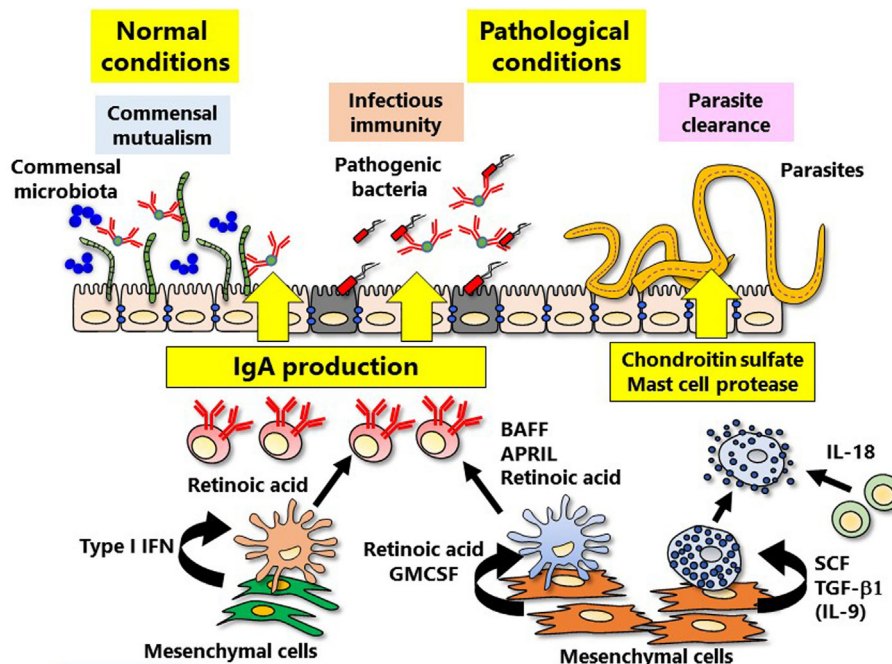 Normal
conditions
Pathological
conditions
Commensal
mutualism
Infectious
immunity
Parasite
clearance
Commensal
microbiota
Pathogenic
bacteria
Parasites
IgA production
Chondroitin sulfate
Mast cell protease
BAFF
APRIL
Retinoic acid
IL-18
Retinoic acid
Type I IFN
Retinoic acid
GMCSF
SCF
TGF-β1
(IL-9)
Mesenchymal cells
Mesenchymal cells